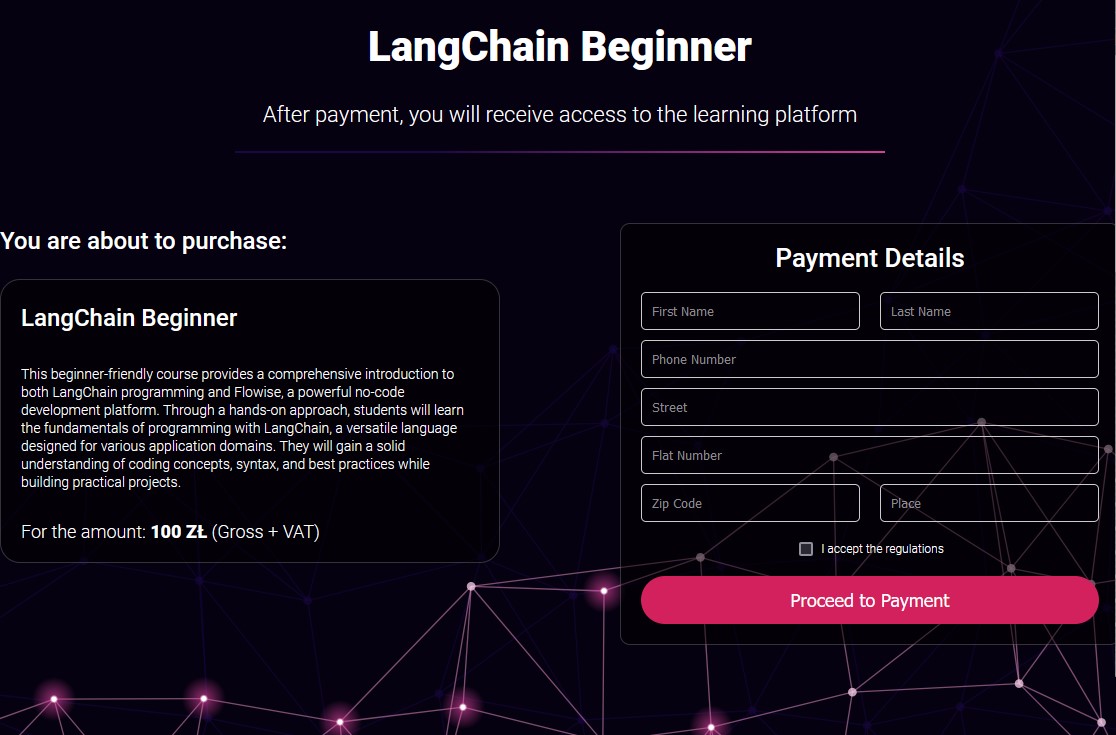 LangChain Beginner
After payment, you will receive access to the learning platform
You are about to purchase:
LangChain Beginner
This beginner-friendly course provides a comprehensive introduction to
both LangChain programming and Flowise, a powerful no-code
development platform. Through a hands-on approach, students will learn
the fundamentals of programming with LangChain, a versatile language
designed for various application domains. They will gain a solid
understanding of coding concepts, syntax, and best practices while
building practical projects.
For the amount: 100 ZŁ (Gross + VAT)
Payment Details
First Name
Last Name
Phone Number
Street
Flat Number
Zip Code
Place
I accept the regulations
Proceed to Payment